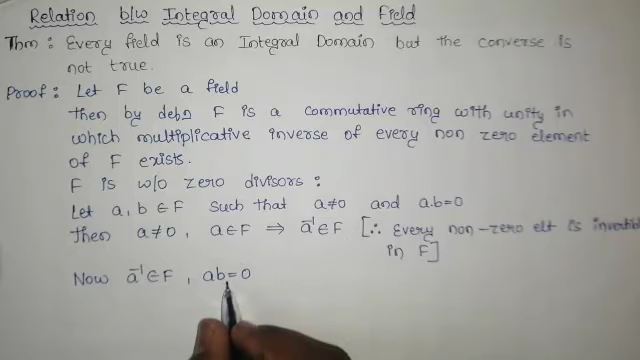 Relation b/w Integral Domain and Field
Thm : Every field is an Integral Domain but the converse is
not true.
Proof : Let F be a field
then by defn F is a commutative ring with unity in
which multiplicative inverse of every non zero element
of F exists.
F is w/o zero divisors :
Let a, b ∈ F such that a≠0 and a.b=0
Then a≠0, a∈F ⇒ a⁻¹∈F [∴ Every non-zero elt is invertible
in F]
Now a⁻¹∈F , ab=0